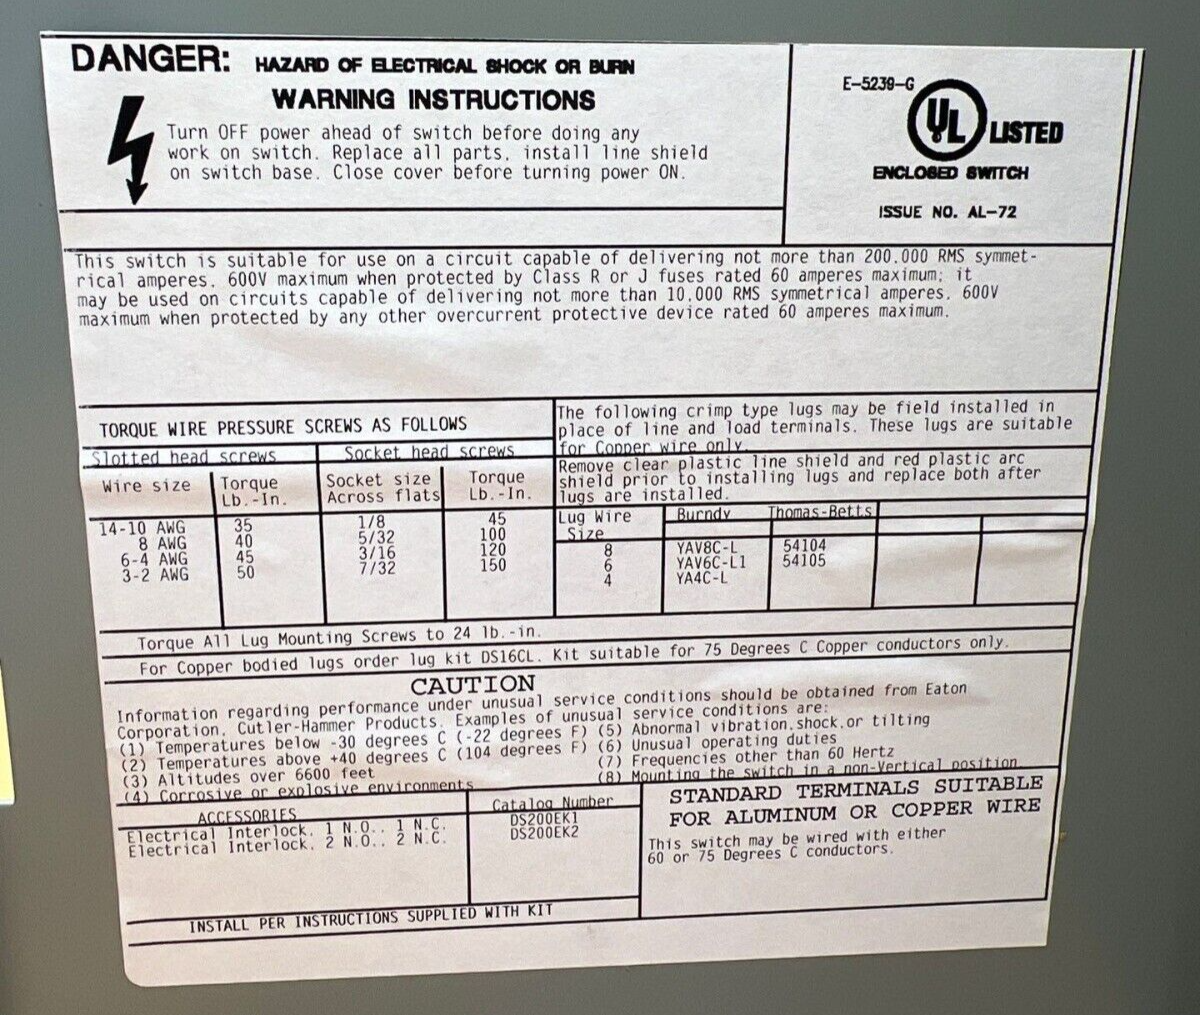 DANGER: HAZARD OF ELECTRICAL SHOCK OR BURN
WARNING INSTRUCTIONS
Turn OFF power ahead of switch before doing any
work on switch. Replace all parts, install line shield
on switch base. Close cover before turning power ON.
E-5239-G
UL LISTED
ENCLOSED SWITCH
ISSUE NO. AL-72
This switch is suitable for use on a circuit capable of delivering not more than 200,000 RMS symmet-
rical amperes, 600V maximum when protected by Class R or J fuses rated 60 amperes maximum; it
may be used on circuits capable of delivering not more than 10,000 RMS symmetrical amperes, 600V
maximum when protected by any other overcurrent protective device rated 60 amperes maximum.
TORQUE WIRE PRESSURE SCREWS AS FOLLOWS
Slotted head screws Socket head screws
Wire size Torque Lb.-In. Socket size Across flats Torque Lb.-In.
14-10 AWG 35 1/8 45
8 AWG 40 5/32 100
6-4 AWG 45 3/16 120
3-2 AWG 50 7/32 150
The following crimp type lugs may be field installed in
place of line and load terminals. These lugs are suitable
for Copper wire only.
Remove clear plastic line shield and red plastic arc
shield prior to installing lugs and replace both after
lugs are installed.
Lug Wire Size Burndy Thomas-Betts
8 YAV8C-L 54104
6 YAV6C-L1 54105
4 YA4C-L
Torque All Lug Mounting Screws to 24 lb.-in.
For Copper bodied lugs order lug kit DS16CL. Kit suitable for 75 Degrees C Copper conductors only.
CAUTION
Information regarding performance under unusual service conditions should be obtained from Eaton
Corporation, Cutler-Hammer Products. Examples of unusual service conditions are:
(1) Temperatures below -30 degrees C (-22 degrees F)
(2) Temperatures above +40 degrees C (104 degrees F)
(3) Altitudes over 6600 feet
(4) Corrosive or explosive environments
(5) Abnormal vibration, shock, or tilting
(6) Unusual operating duties
(7) Frequencies other than 60 Hertz
(8) Mounting the switch in a non-Vertical position
ACCESSORIES Catalog Number
Electrical Interlock, 1 N.O., 1 N.C. DS200EK1
Electrical Interlock, 2 N.O., 2 N.C. DS200EK2
INSTALL PER INSTRUCTIONS SUPPLIED WITH KIT
STANDARD TERMINALS SUITABLE
FOR ALUMINUM OR COPPER WIRE
This switch may be wired with either
60 or 75 Degrees C conductors.